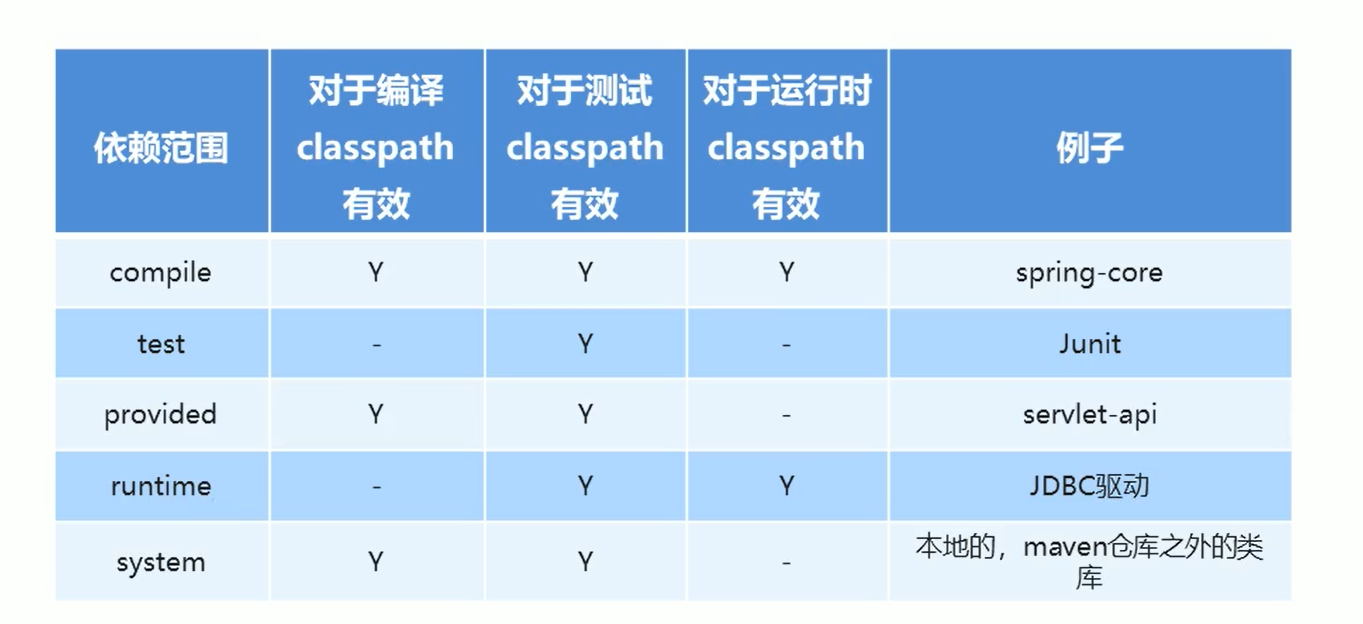 依赖范围
对于编译
classpath
有效
对于测试
classpath
有效
对于运行时
classpath
有效
例子
compile Y Y Y spring-core
test - Y - Junit
provided Y Y - servlet-api
runtime - Y Y JDBC驱动
system Y Y - 本地的，maven仓库之外的类
库